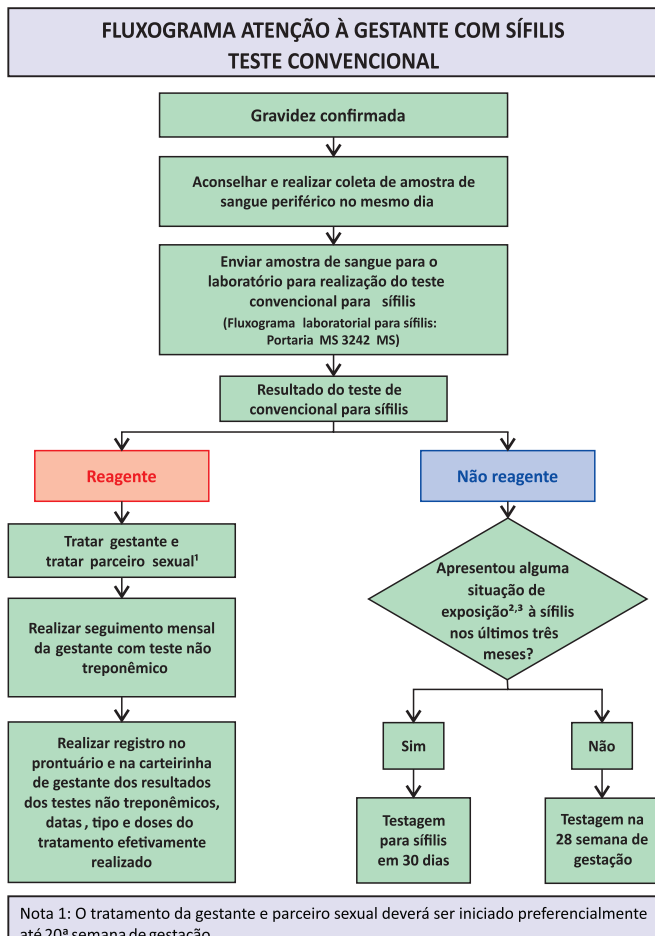 FLUXOGRAMA ATENÇÃO À GESTANTE COM SÍFILIS
TESTE CONVENCIONAL
Gravidez confirmada
Aconselhar e realizar coleta de amostra de
sangue periférico no mesmo dia
Enviar amostra de sangue para o
laboratório para realização do teste
convencional para sífilis
(Fluxograma laboratorial para sífilis:
Portaria MS 3242 MS)
Resultado do teste de
convencional para sífilis
Reagente
Tratar gestante e
tratar parceiro sexual¹
Realizar seguimento mensal
da gestante com teste não
treponêmico
Realizar registro no
prontuário e na carteirinha
de gestante dos resultados
dos testes não treponêmicos,
datas, tipo e doses do
tratamento efetivamente
realizado
Não reagente
Apresentou alguma
situação de
exposição²,³ à sífilis
nos últimos três
meses?
Sim
Testagem
para sífilis
em 30 dias
Não
Testagem na
28 semana de
gestação
Nota 1: O tratamento da gestante e parceiro sexual deverá ser iniciado preferencialmente
até 20ª semana de gestação